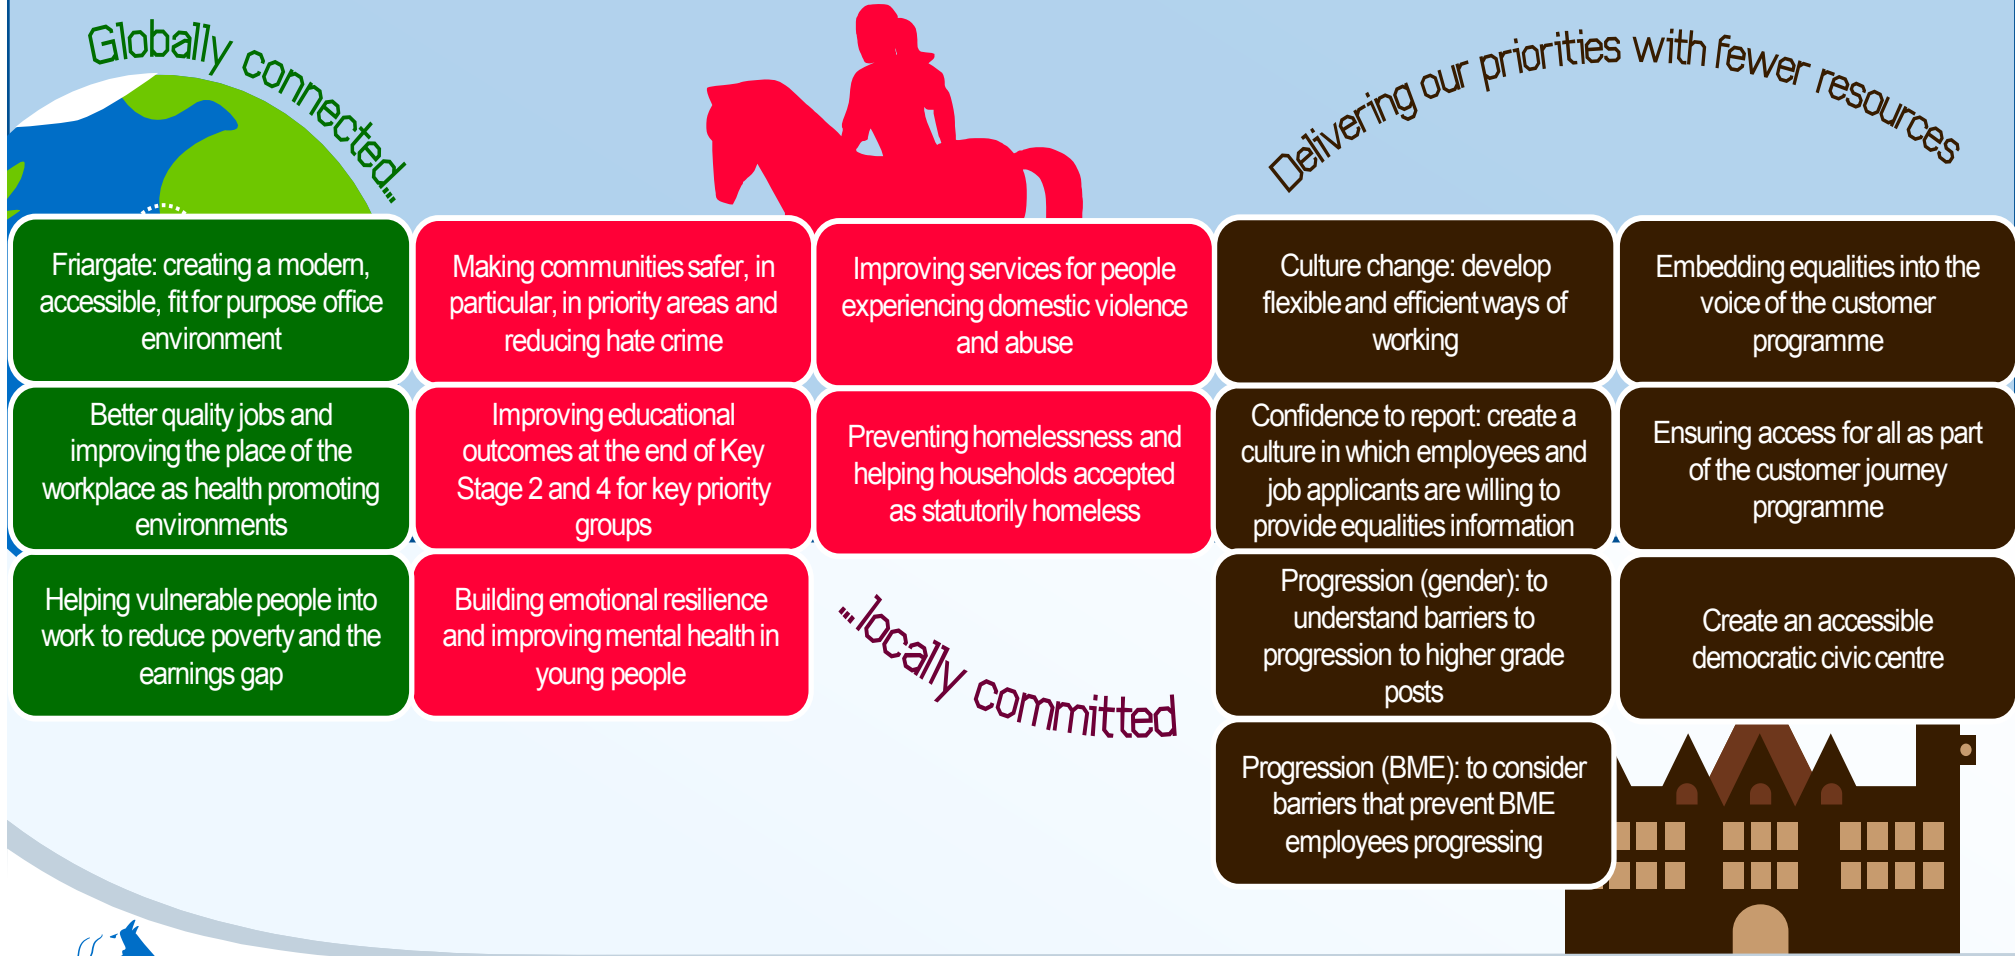 Globally connected...
Delivering our priorities with fewer resources
Friargate: creating a modern,
accessible, fit for purpose office
environment
Better quality jobs and
improving the place of the
workplace as health promoting
environments
Helping vulnerable people into
work to reduce poverty and the
earnings gap
Making communities safer, in
particular, in priority areas and
reducing hate crime
Improving educational
outcomes at the end of Key
Stage 2 and 4 for key priority
groups
Building emotional resilience
and improving mental health in
young people
Improving services for people
experiencing domestic violence
and abuse
Preventing homelessness and
helping households accepted
as statutorily homeless
...locally committed
Culture change: develop
flexible and efficient ways of
working
Confidence to report: create a
culture in which employees and
job applicants are willing to
provide equalities information
Progression (gender): to
understand barriers to
progression to higher grade
posts
Progression (BME): to consider
barriers that prevent BME
employees progressing
Embedding equalities into the
voice of the customer
programme
Ensuring access for all as part
of the customer journey
programme
Create an accessible
democratic civic centre